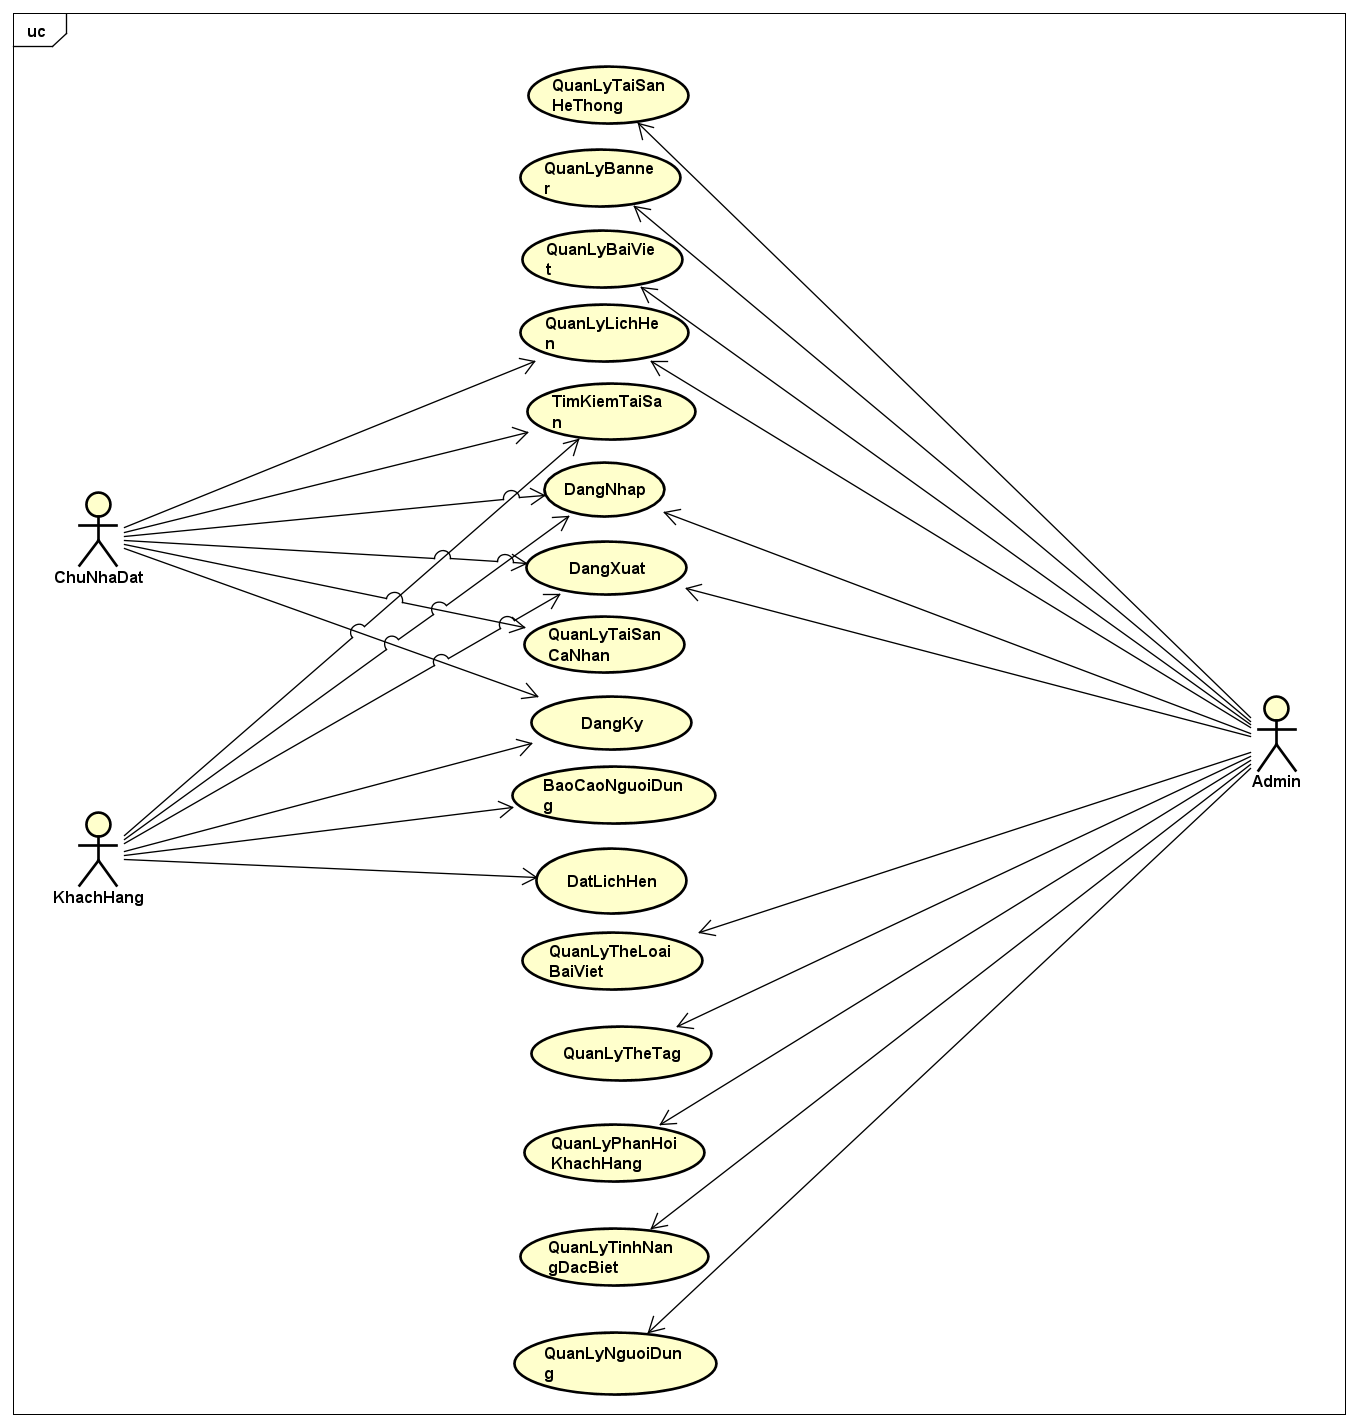 uc
QuanLyTaiSan
HeThong
QuanLyBanne
r
QuanLyBaiVie
t
QuanLyLichHe
n
TimKiemTaiSa
n
DangNhap
DangXuat
ChuNhaDat
QuanLyTaiSan
CaNhan
DangKy
BaoCaoNguoiDun
g
Admin
DatLichHen
KhachHang
QuanLyTheLoai
BaiViet
QuanLyTheTag
QuanLyPhanHoi
KhachHang
QuanLyTinhNan
gDacBiet
QuanLyNguoiDun
g